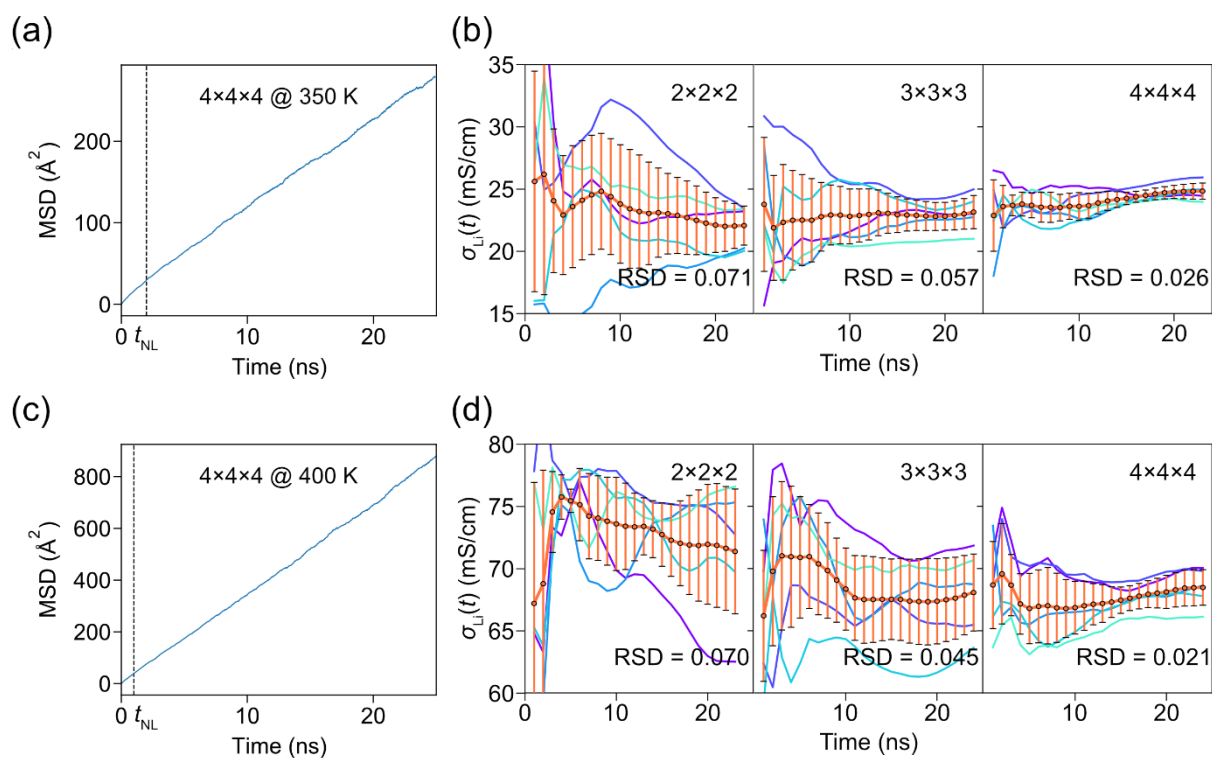 (a)
(b)
4×4×4 @ 350 K
MSD (Å²)
200
100
0
0
t_NL
10
20
Time (ns)
σ_Li(t) (mS/cm)
35
30
25
20
15
2×2×2
3×3×3
4×4×4
RSD = 0.071
RSD = 0.057
RSD = 0.026
0
10
20
10
20
10
20
Time (ns)
(c)
(d)
4×4×4 @ 400 K
MSD (Å²)
800
600
400
200
0
0
t_NL
10
20
Time (ns)
σ_Li(t) (mS/cm)
80
75
70
65
60
2×2×2
3×3×3
4×4×4
RSD = 0.070
RSD = 0.045
RSD = 0.021
0
10
20
10
20
10
20
Time (ns)